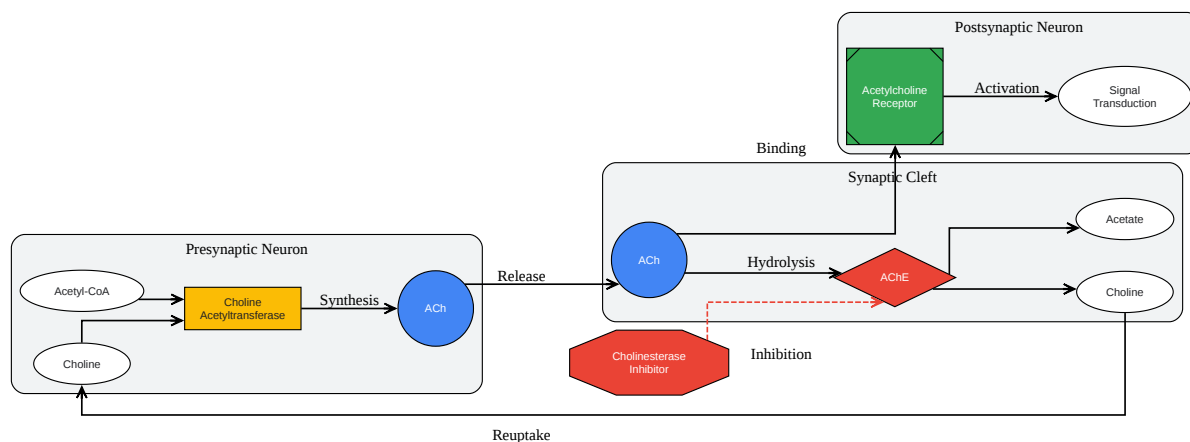 Postsynaptic Neuron
Acetylcholine
Receptor
Activation
Signal
Transduction
Binding
Synaptic Cleft
Acetate
Presynaptic Neuron
ACh
Hydrolysis
AChE
Release
Acetyl-CoA
Choline
Choline
Acetyltransferase
Synthesis
ACh
Cholinesterase
Inhibitor
Inhibition
Choline
Reuptake